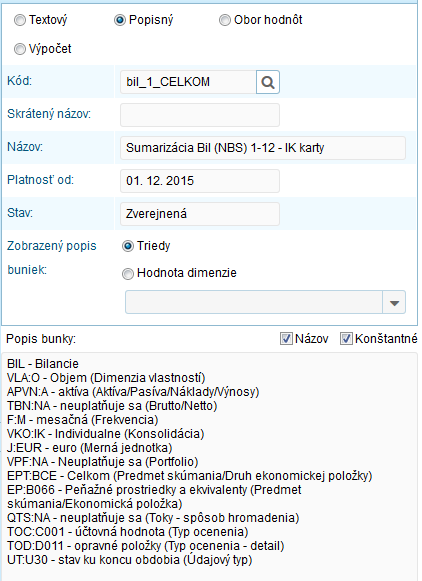 Textový Popisný Obor hodnôt
Výpočet
Kód: bil_1_CELKOM
Skrátený názov:
Názov: Sumarizácia Bil (NBS) 1-12 - IK karty
Platnosť od: 01. 12. 2015
Stav: Zverejnená
Zobrazený popis Triedy
buniek: Hodnota dimenzie
Popis bunky: Názov Konštantné
BIL - Bilancie
VLA:O - Objem (Dimenzia vlastností)
APVN:A - aktíva (Aktíva/Pasíva/Náklady/Výnosy)
TBN:NA - neuplatňuje sa (Brutto/Netto)
F:M - mesačná (Frekvencia)
VKO:IK - Individualne (Konsolidácia)
J:EUR - euro (Merná jednotka)
VPF:NA - Neuplatňuje sa (Portfolio)
EPT:BCE - Celkom (Predmet skúmania/Druh ekonomickej položky)
EP:B066 - Peňažné prostriedky a ekvivalenty (Predmet
skúmania/Ekonomická položka)
QTS:NA - neuplatňuje sa (Toky - spôsob hromadenia)
TOC:C001 - účtovná hodnota (Typ ocenenia)
TOD:D011 - opravné položky (Typ ocenenia - detail)
UT:U30 - stav ku koncu obdobia (Údajový typ)